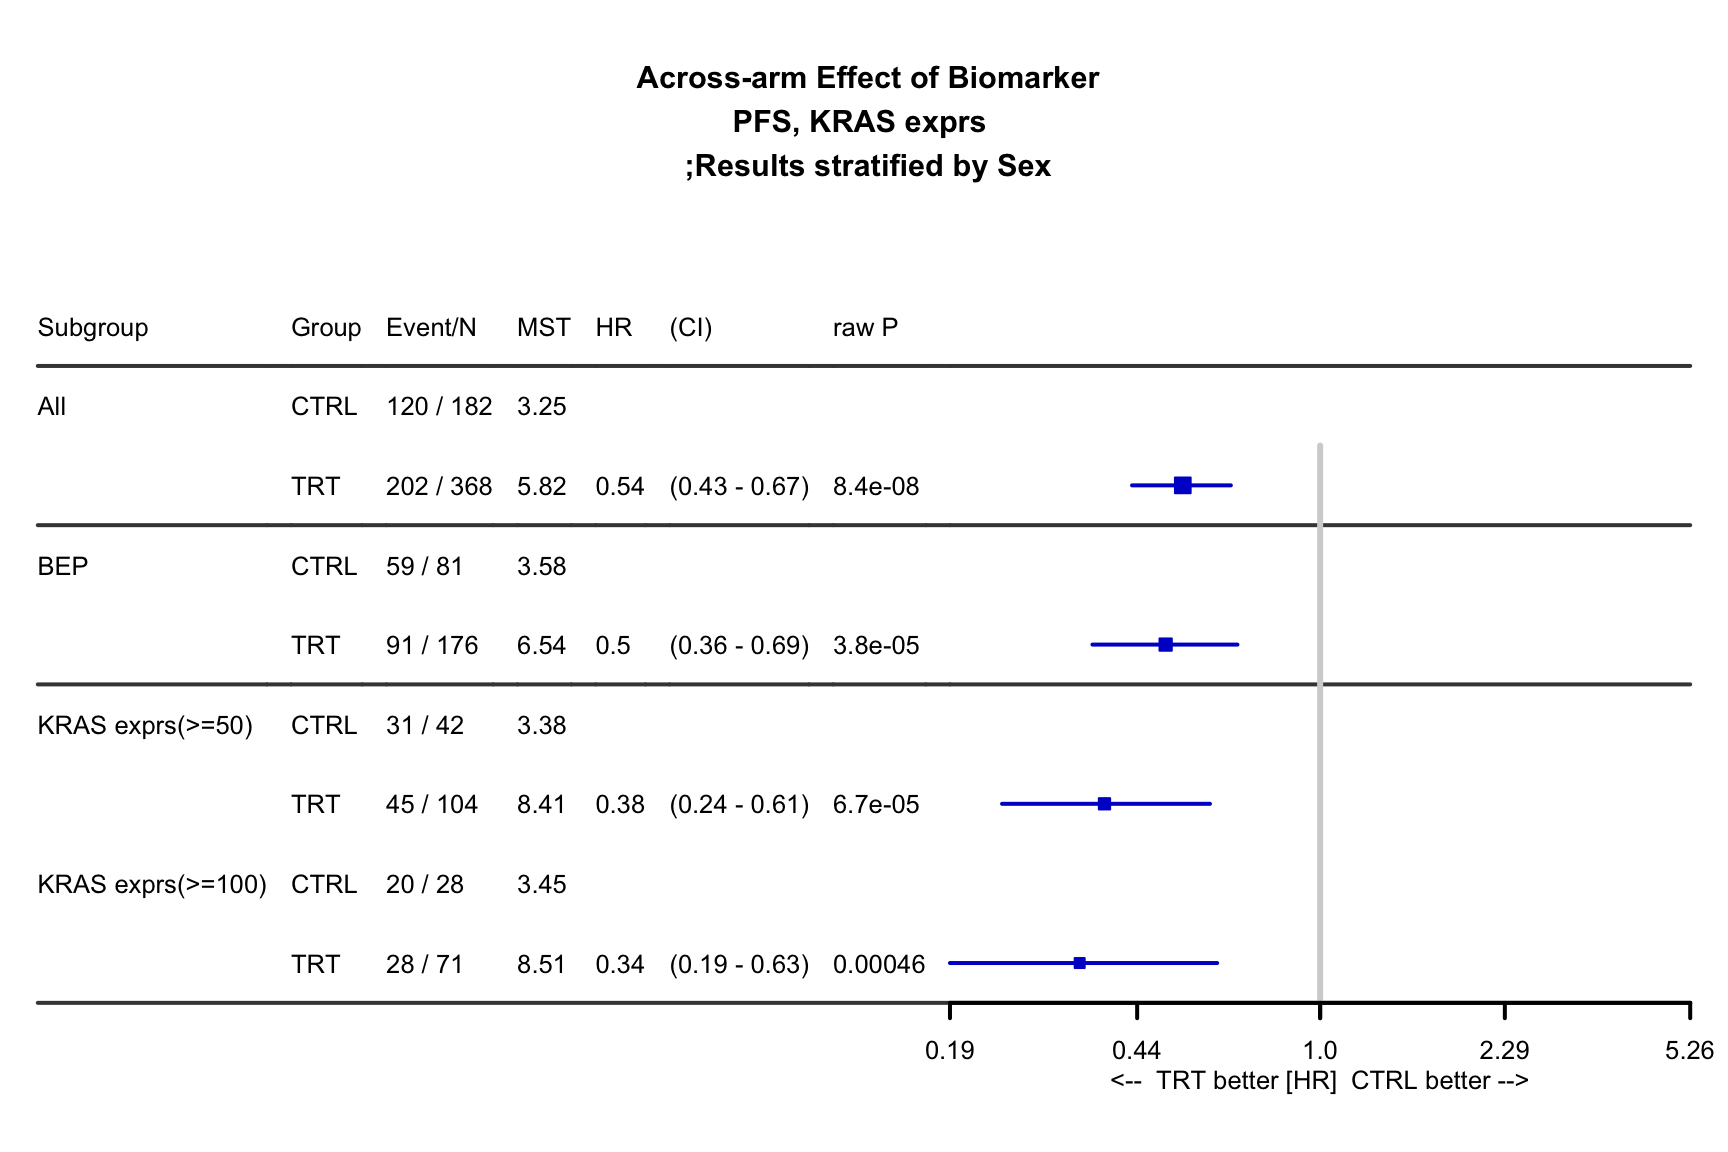 Across-arm Effect of Biomarker
PFS, KRAS exprs
;Results stratified by Sex
Subgroup Group Event/N MST HR (CI) raw P
All CTRL 120 / 182 3.25
TRT 202 / 368 5.82 0.54 (0.43 - 0.67) 8.4e-08
BEP CTRL 59 / 81 3.58
TRT 91 / 176 6.54 0.5 (0.36 - 0.69) 3.8e-05
KRAS exprs(>=50) CTRL 31 / 42 3.38
TRT 45 / 104 8.41 0.38 (0.24 - 0.61) 6.7e-05
KRAS exprs(>=100) CTRL 20 / 28 3.45
TRT 28 / 71 8.51 0.34 (0.19 - 0.63) 0.00046
0.19 0.44 1.0 2.29 5.26
<-- TRT better [HR] CTRL better -->